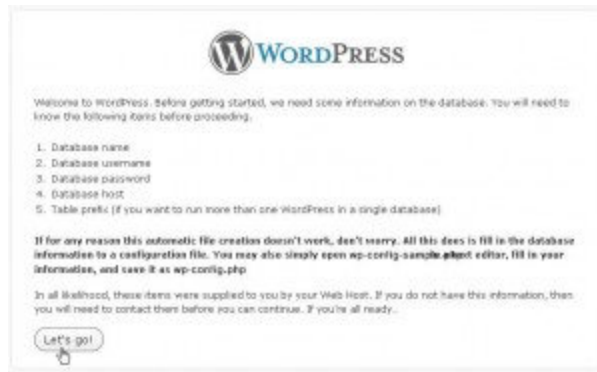 WORDPRESS
Welcome to WordPress. Before getting started, we need some information on the database. You will need to
know the following items before proceeding.
1. Database name
2. Database username
3. Database password
4. Database host
5. Table prefix (if you want to run more than one WordPress in a single database)
If for any reason this automatic file creation doesn't work, don't worry. All this does is fill in the database
information to a configuration file. You may also simply open wp-config-sample.php text editor, fill in your
information, and save it as wp-config.php
In all likelihood, these items were supplied to you by your Web Host. If you do not have this information, then
you will need to contact them before you can continue. If you're all ready..
Let's go!